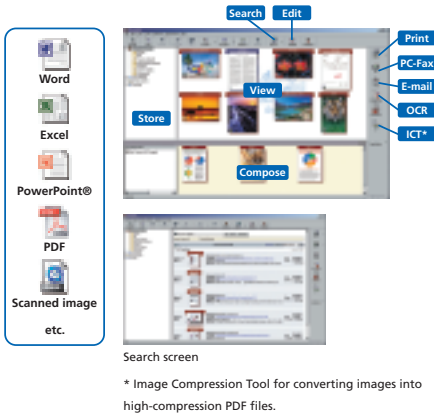 Search Edit
Word
Excel
PowerPoint®
PDF
Scanned image
etc.
Store
View
Compose
Print
PC-Fax
E-mail
OCR
ICT*
Search screen
* Image Compression Tool for converting images into
high-compression PDF files.